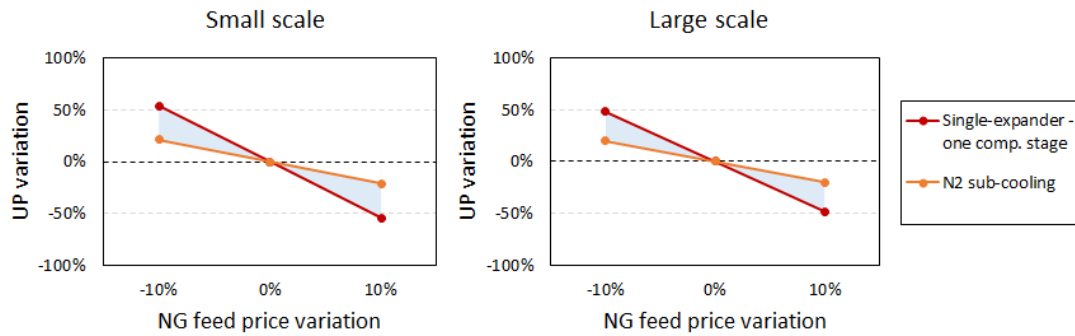 Small scale
100%
50%
0%
-50%
-100%
UP variation
-10% 0% 10%
NG feed price variation
Large scale
100%
50%
0%
-50%
-100%
UP variation
-10% 0% 10%
NG feed price variation
Single-expander -
one comp. stage
N2 sub-cooling